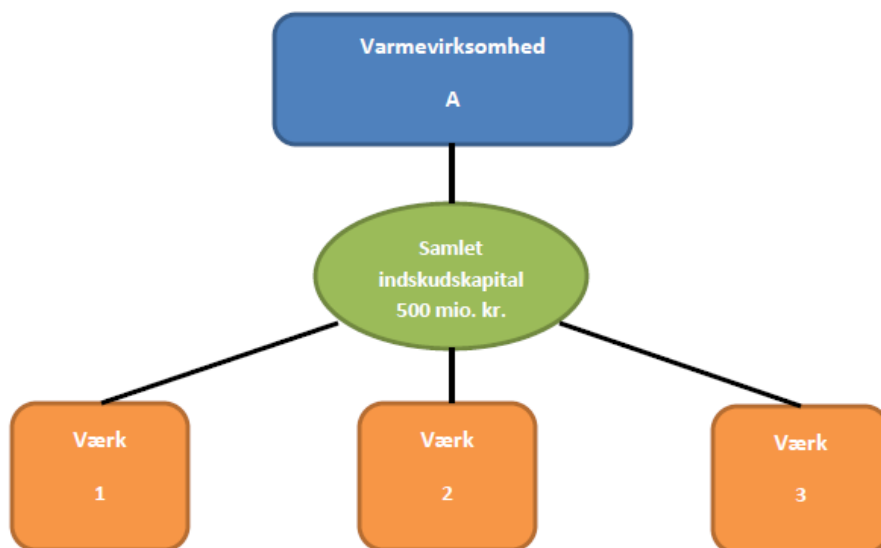 Varmevirksomhed
A
Samlet
indskudskapital
500 mio. kr.
Værk
1
Værk
2
Værk
3